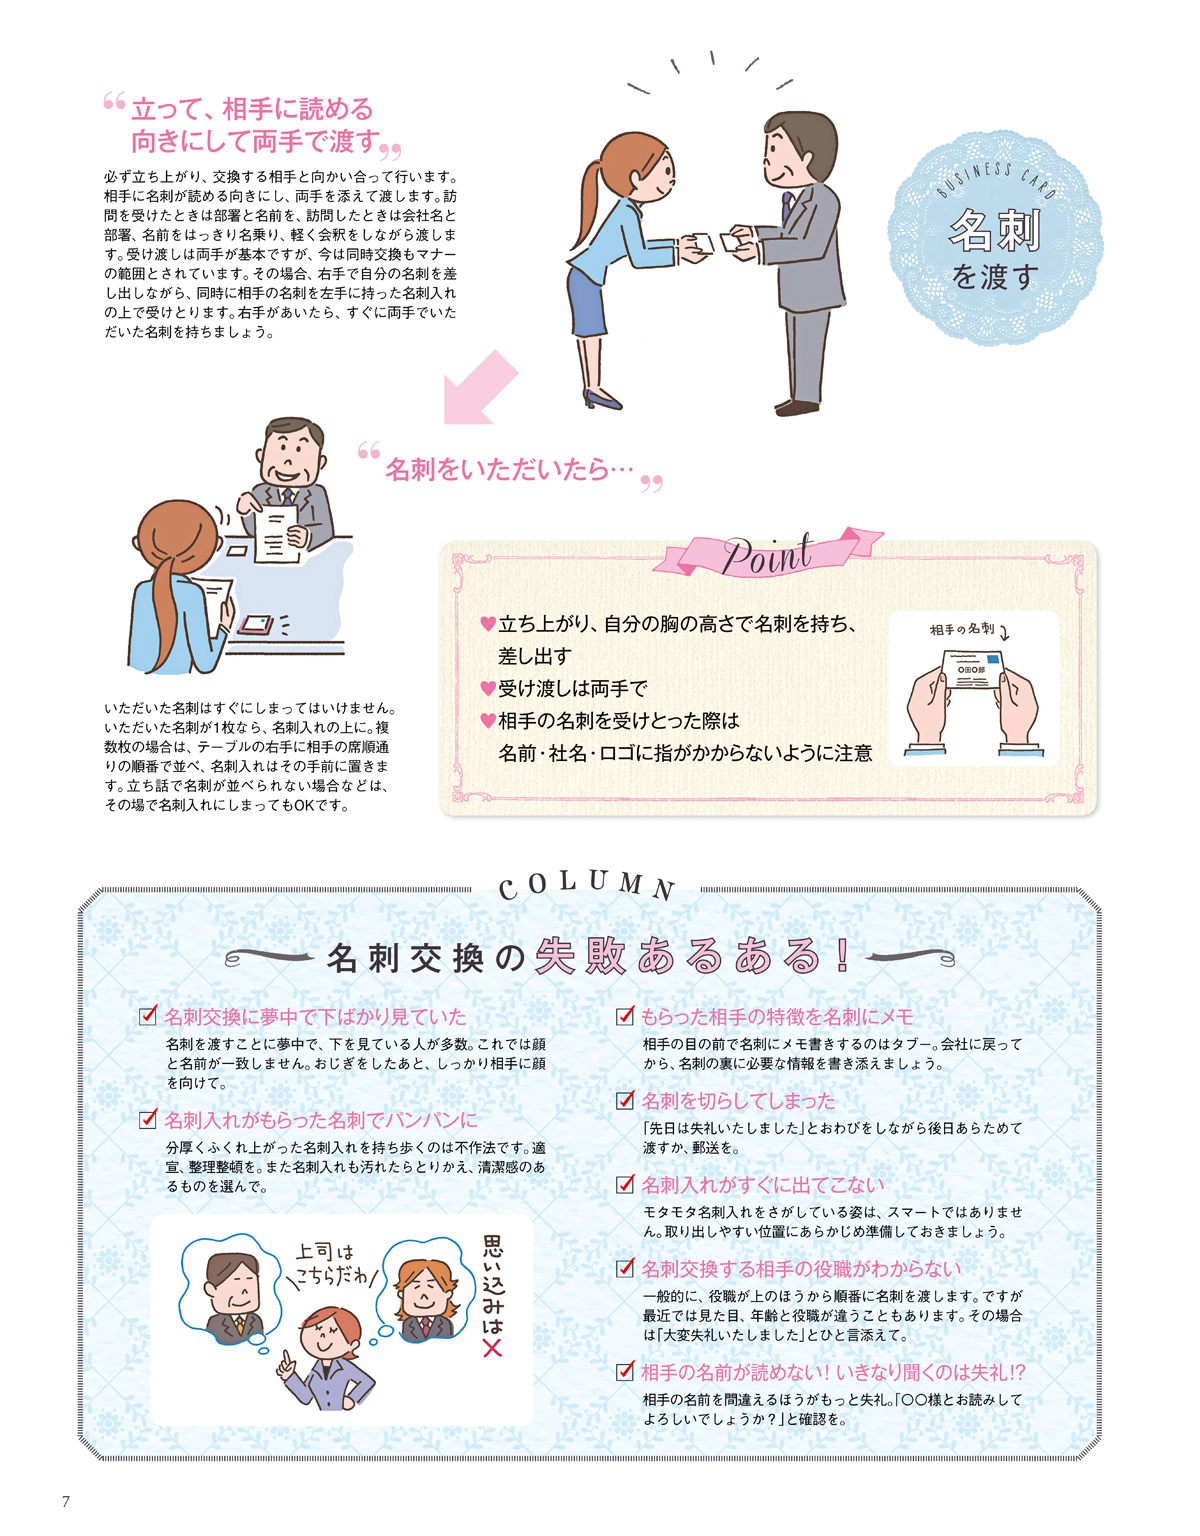 BUSINESS CARD
名刺
を渡す
“立って、相手に読める
向きにして両手で渡す”
必ず立ち上がり、交換する相手と向かい合って行います。
相手に名刺が読める向きにし、両手を添えて渡します。訪
問を受けたときは部署と名前を、訪問したときは会社名と
部署、名前をはっきり名乗り、軽く会釈をしながら渡しま
す。受け渡しは両手が基本ですが、今は同時交換もマナー
の範囲とされています。その場合、右手で自分の名刺を差
し出しながら、同時に相手の名刺を左手に持った名刺入れ
の上で受けとります。右手があいたら、すぐに両手でいた
だいた名刺を持ちましょう。
“名刺をいただいたら…”
いただいた名刺はすぐにしまってはいけません。
いただいた名刺が1枚なら、名刺入れの上に。複
数枚の場合は、テーブルの右手に相手の席順通
りの順番で並べ、名刺入れはその手前に置きま
す。立ち話で名刺が並べられない場合などは、
その場で名刺入れにしまってもOKです。
Point
♥立ち上がり、自分の胸の高さで名刺を持ち、
差し出す
♥受け渡しは両手で
♥相手の名刺を受けとった際は
名前・社名・ロゴに指がかからないように注意
相手の名刺
〇田〇郎
COLUMN
名刺交換の失敗あるある！
名刺交換に夢中で下ばかり見ていた
名刺を渡すことに夢中で、下を見ている人が多数。これでは顔
と名前が一致しません。おじぎをしたあと、しっかり相手に顔
を向けて。
名刺入れがもらった名刺でパンパンに
分厚くふくれ上がった名刺入れを持ち歩くのは不作法です。適
宣、整理整頓を。また名刺入れも汚れたらとりかえ、清潔感のあ
るものを選んで。
上司は
こちらだわ
思い込みは×
もらった相手の特徴を名刺にメモ
相手の目の前で名刺にメモ書きするのはタブー。会社に戻って
から、名刺の裏に必要な情報を書き添えましょう。
名刺を切らしてしまった
「先日は失礼いたしました」とおわびをしながら後日あらためて
渡すか、郵送を。
名刺入れがすぐに出てこない
モタモタ名刺入れをさがしている姿は、スマートではありませ
ん。取り出しやすい位置にあらかじめ準備しておきましょう。
名刺交換する相手の役職がわからない
一般的に、役職が上のほうから順番に名刺を渡します。ですが
最近では見た目、年齢と役職が違うこともあります。その場合
は「大変失礼いたしました」とひと言添えて。
相手の名前が読めない！いきなり聞くのは失礼!?
相手の名前を間違えるほうがもっと失礼。「〇〇様とお読みして
よろしいでしょうか？」と確認を。
7